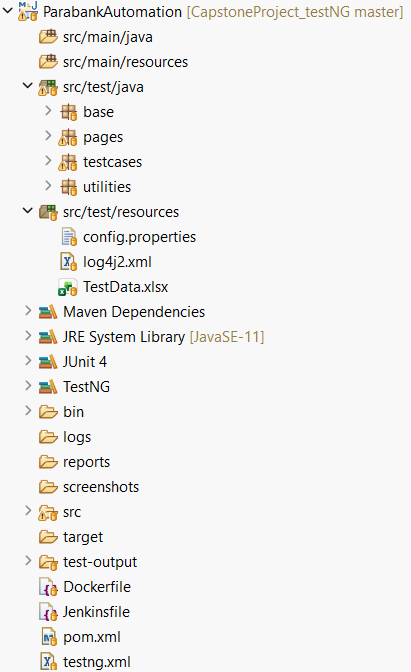 ParabankAutomation [CapstoneProject_testNG master]
src/main/java
src/main/resources
src/test/java
base
pages
testcases
utilities
src/test/resources
config.properties
log4j2.xml
TestData.xlsx
Maven Dependencies
JRE System Library [JavaSE-11]
JUnit 4
TestNG
bin
logs
reports
screenshots
src
target
test-output
Dockerfile
Jenkinsfile
pom.xml
testng.xml